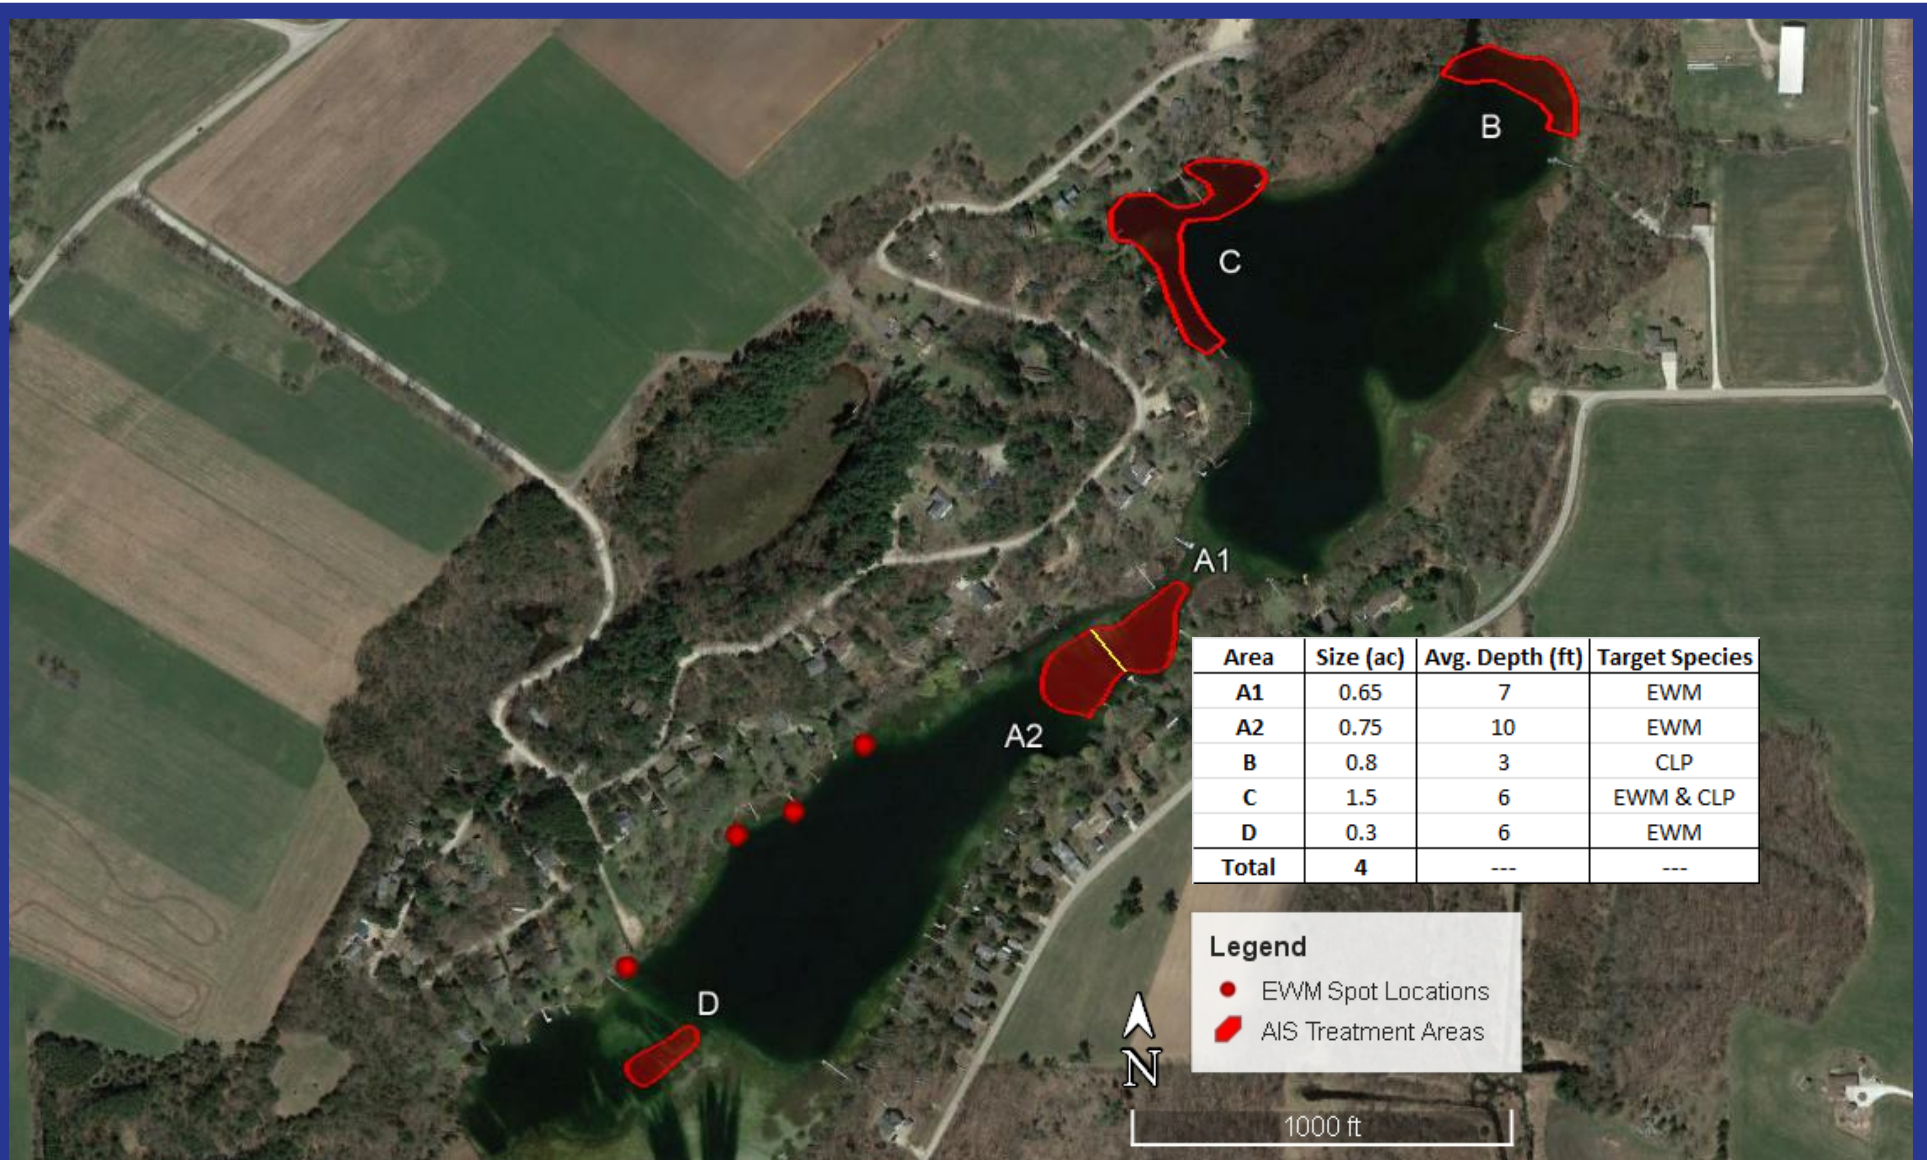 B
C
A1
A2
D
Area Size (ac) Avg. Depth (ft) Target Species
A1 0.65 7 EWM
A2 0.75 10 EWM
B 0.8 3 CLP
C 1.5 6 EWM & CLP
D 0.3 6 EWM
Total 4 --- ---
Legend
EWM Spot Locations
AIS Treatment Areas
N
1000 ft